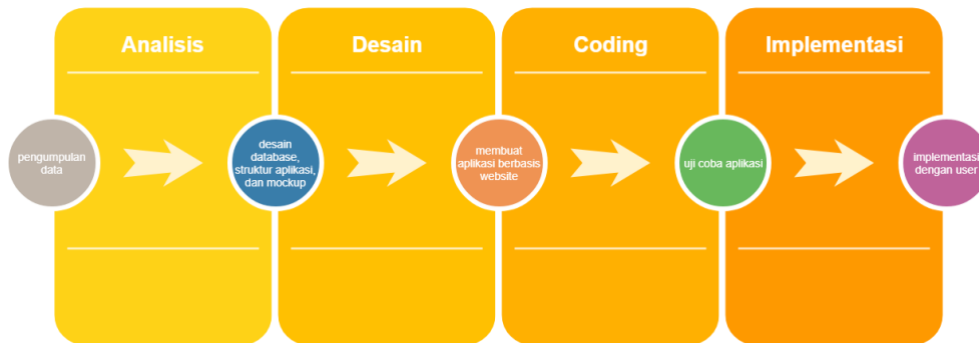 Analisis
Desain
Coding
Implementasi
pengumpulan
data
desain
database,
struktur aplikasi,
dan mockup
membuat
aplikasi berbasis
website
uji coba aplikasi
implementasi
dengan user